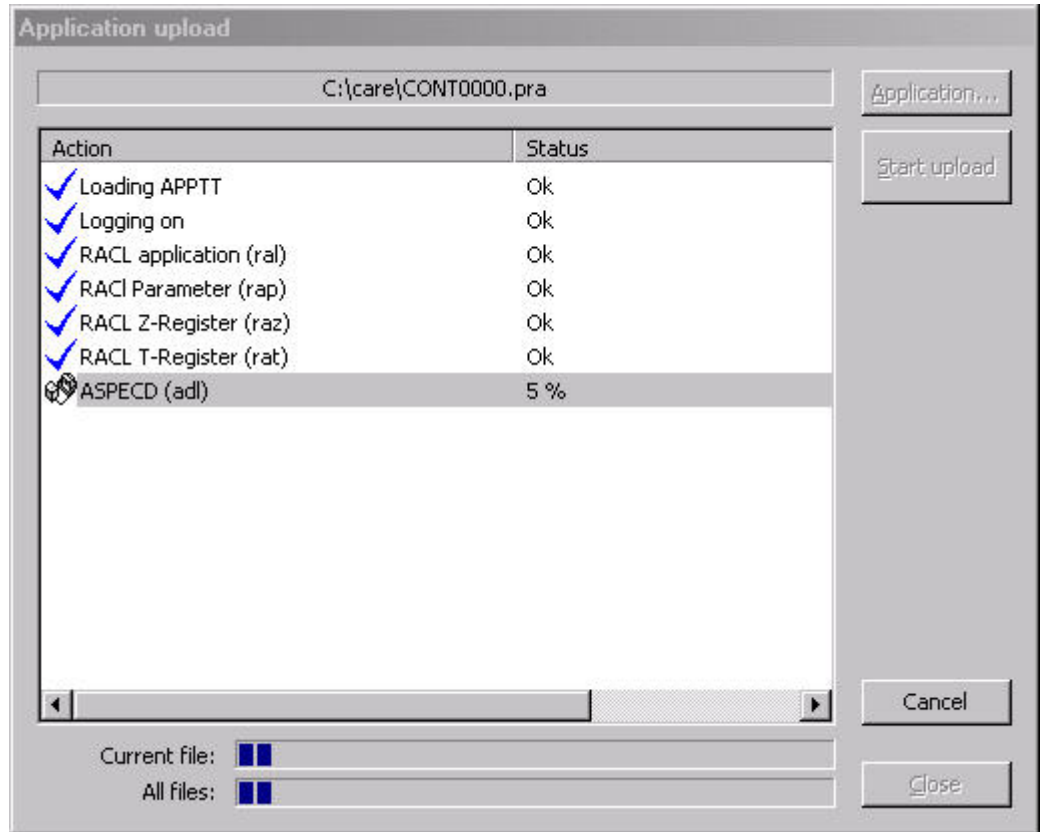 Application upload
C:\care\CONT0000.pra
Application...
Action Status
Start upload
Loading APPTT Ok
Logging on Ok
RACL application (ral) Ok
RACl Parameter (rap) Ok
RACL Z-Register (raz) Ok
RACL T-Register (rat) Ok
ASPECD (adl) 5 %
Cancel
Current file:
All files:
Close